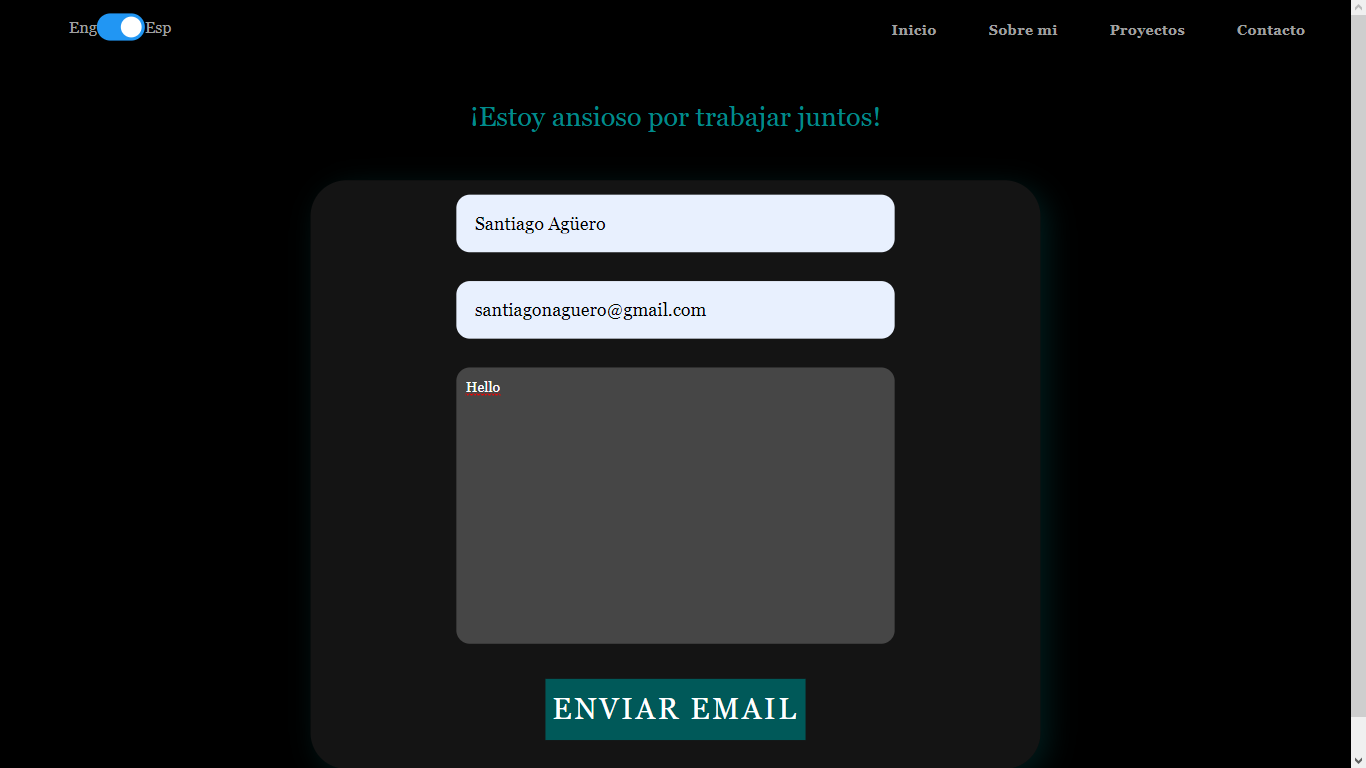 Eng Esp Inicio Sobre mi Proyectos Contacto
¡Estoy ansioso por trabajar juntos!
Santiago Agüero
santiagonaguero@gmail.com
Hello
ENVIAR EMAIL